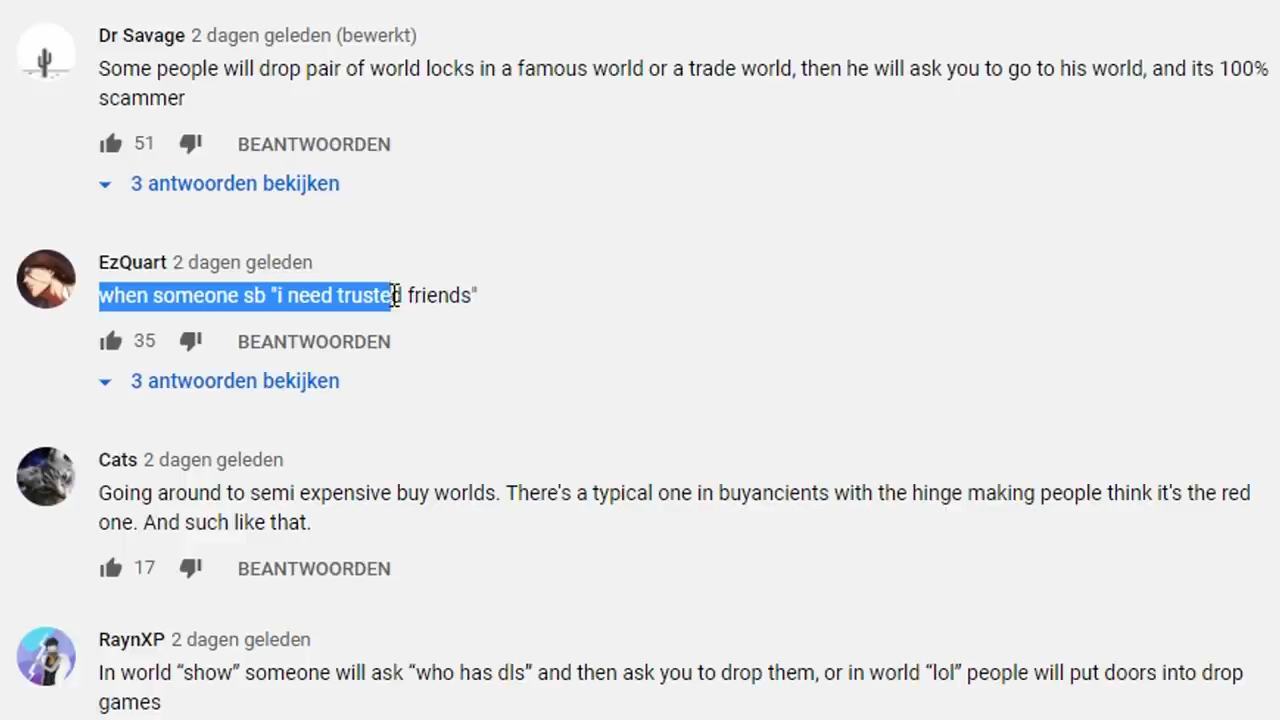 Dr Savage 2 dagen geleden (bewerkt)
Some people will drop pair of world locks in a famous world or a trade world, then he will ask you to go to his world, and its 100%
scammer
51 BEANTWOORDEN
3 antwoorden bekijken
EzQuart 2 dagen geleden
when someone sb "i need trusted friends"
35 BEANTWOORDEN
3 antwoorden bekijken
Cats 2 dagen geleden
Going around to semi expensive buy worlds. There's a typical one in buyancients with the hinge making people think it's the red
one. And such like that.
17 BEANTWOORDEN
RaynXP 2 dagen geleden
In world “show” someone will ask “who has dls” and then ask you to drop them, or in world “lol” people will put doors into drop
games